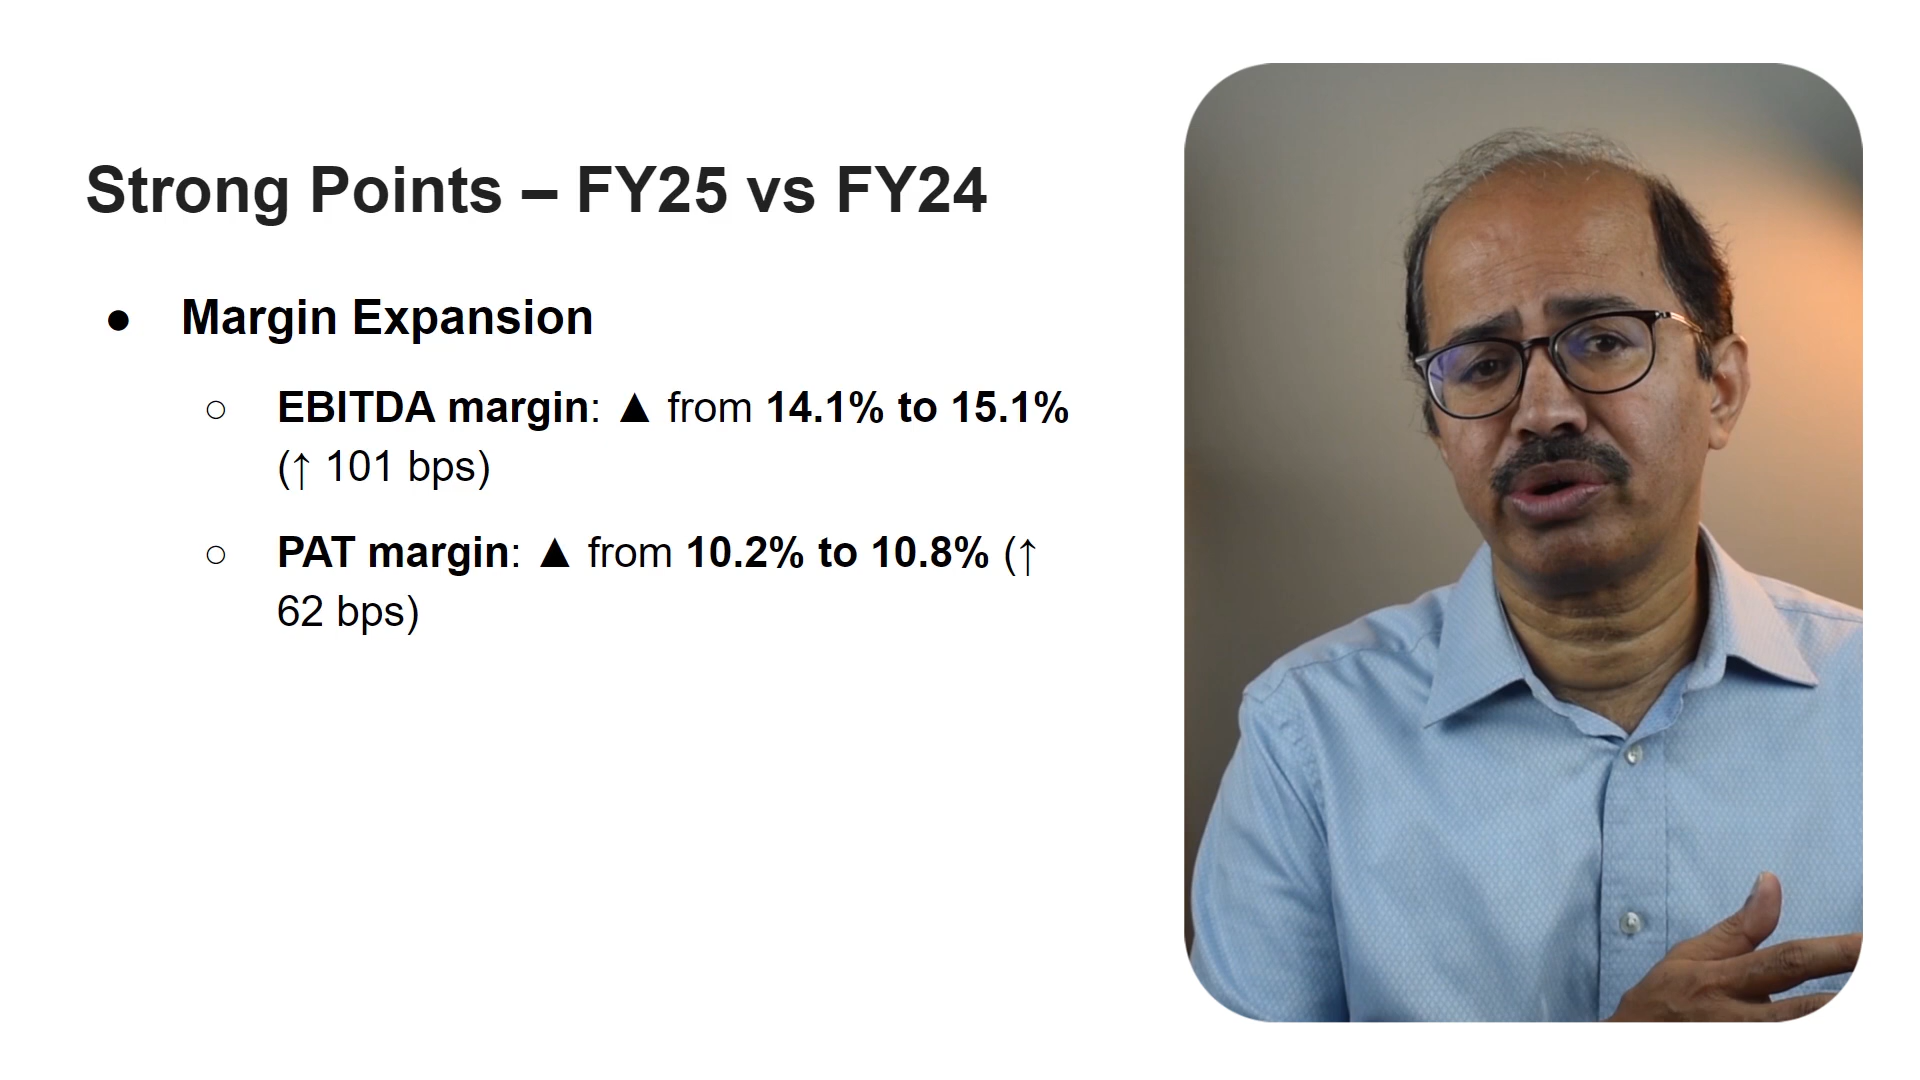 Strong Points – FY25 vs FY24
● Margin Expansion
○ EBITDA margin: ▲ from 14.1% to 15.1%
(↑ 101 bps)
○ PAT margin: ▲ from 10.2% to 10.8% (↑
62 bps)